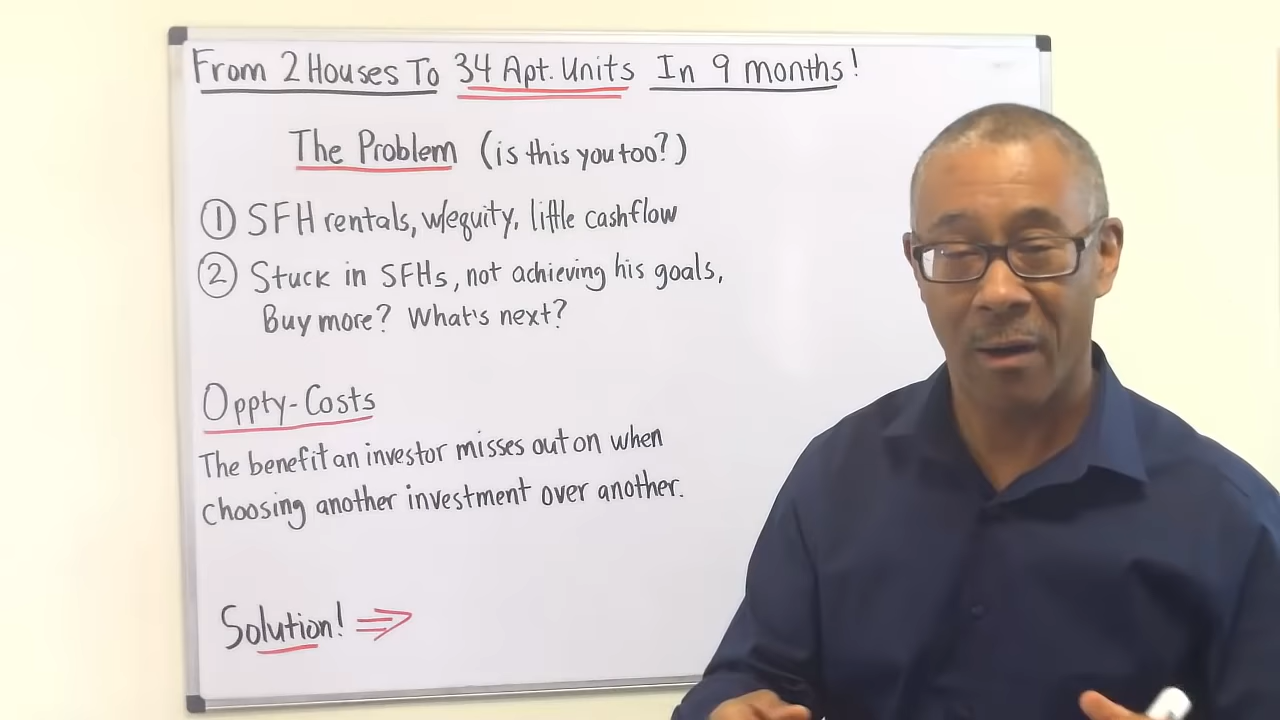 From 2 Houses To 34 Apt. Units In 9 months!
The Problem (is this you too?)
① SFH rentals, w/equity, little cashflow
② Stuck in SFHs, not achieving his goals,
Buy more? What's next?
Oppty-Costs
The benefit an investor misses out on when
choosing another investment over another.
Solution! ⇒